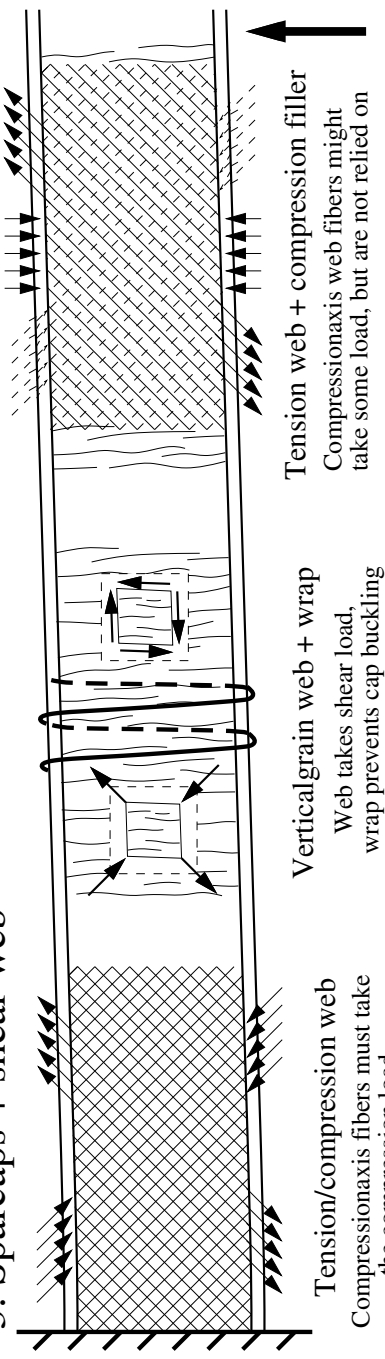 Sparcaps + shear web
Tension/compression web
Compressionaxis fibers must take
the compression load
Verticalgrain web + wrap
Web takes shear load,
wrap prevents cap buckling
Tension web + compression filler
Compressionaxis web fibers might
take some load, but are not relied on